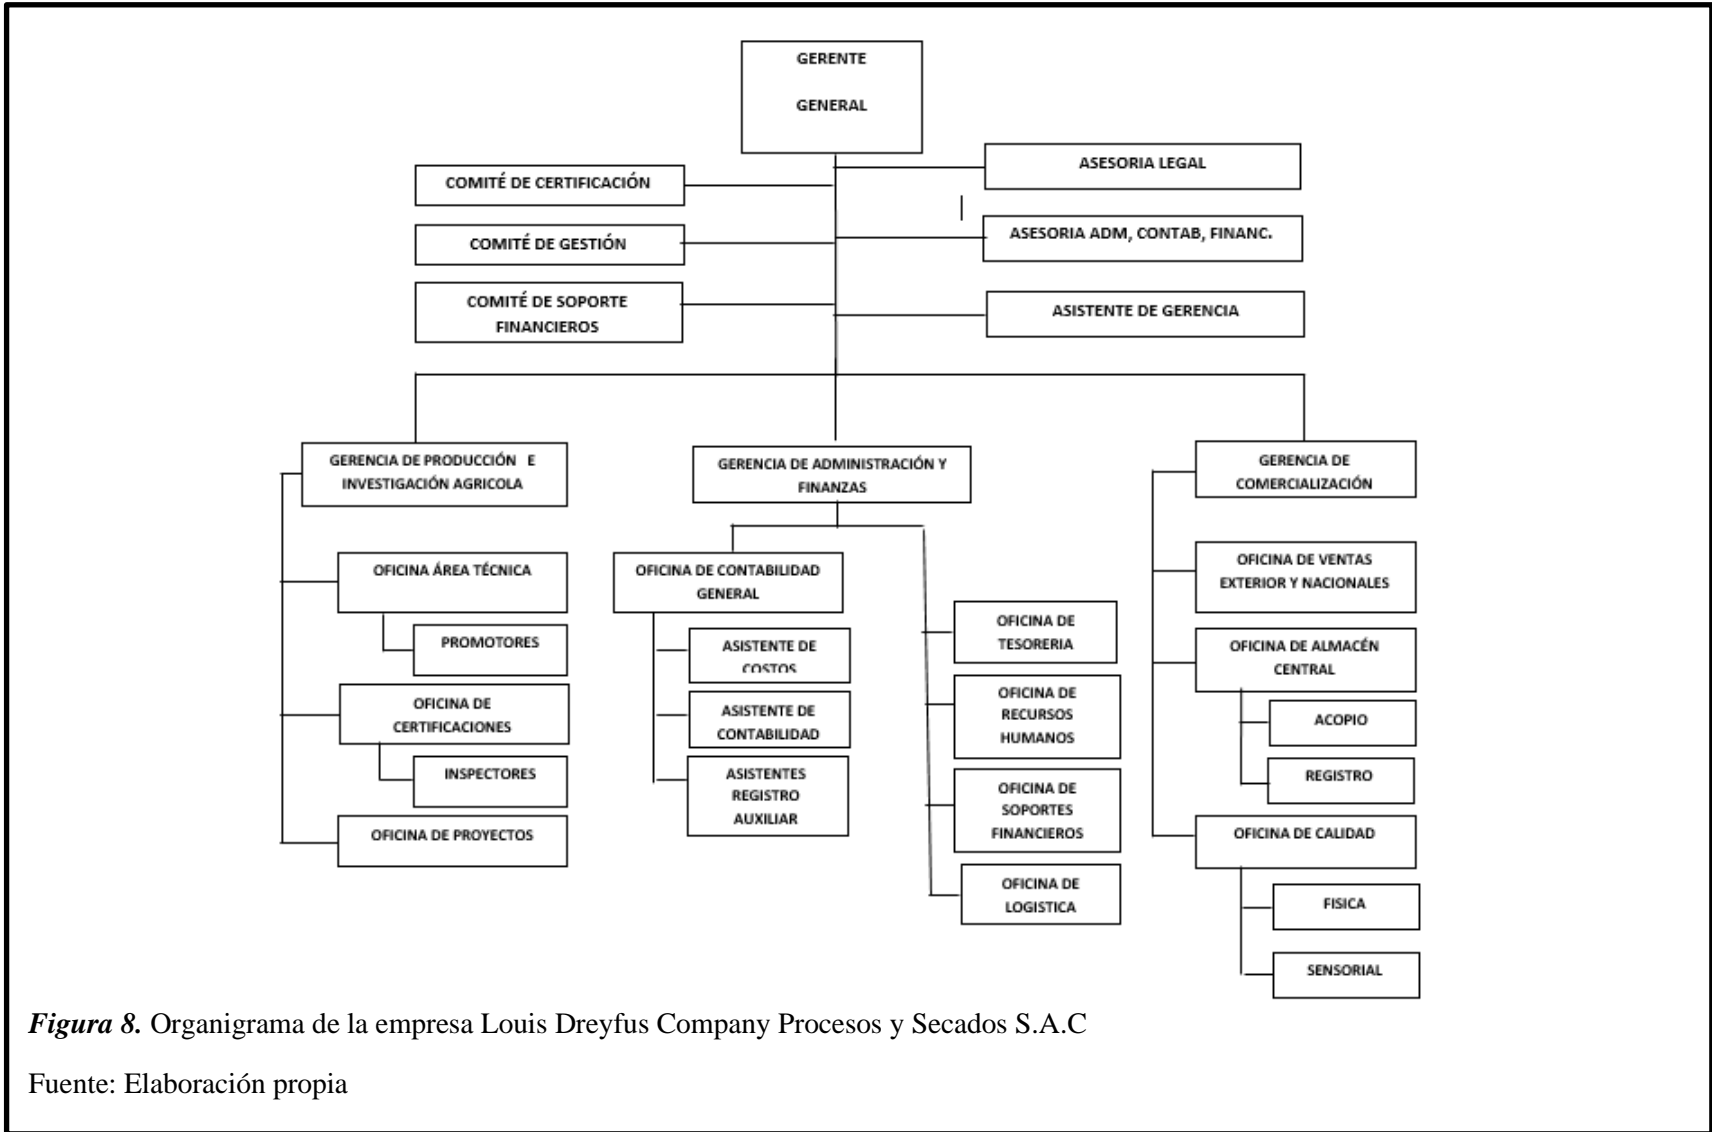 GERENTE
GENERAL
COMITÉ DE CERTIFICACIÓN
ASESORIA LEGAL
COMITÉ DE GESTIÓN
ASESORIA ADM, CONTAB, FINANC.
COMITÉ DE SOPORTE
FINANCIEROS
ASISTENTE DE GERENCIA
GERENCIA DE PRODUCCIÓN E
INVESTIGACIÓN AGRICOLA
GERENCIA DE ADMINISTRACIÓN Y
FINANZAS
GERENCIA DE
COMERCIALIZACIÓN
OFICINA ÁREA TÉCNICA
PROMOTORES
OFICINA DE
CERTIFICACIONES
INSPECTORES
OFICINA DE PROYECTOS
OFICINA DE CONTABILIDAD
GENERAL
ASISTENTE DE
COSTOS
ASISTENTE DE
CONTABILIDAD
ASISTENTES
REGISTRO
AUXILIAR
OFICINA DE
TESORERIA
OFICINA DE
RECURSOS
HUMANOS
OFICINA DE
SOPORTES
FINANCIEROS
OFICINA DE
LOGISTICA
OFICINA DE VENTAS
EXTERIOR Y NACIONALES
OFICINA DE ALMACÉN
CENTRAL
ACOPIO
REGISTRO
OFICINA DE CALIDAD
FISICA
SENSORIAL
Figura 8. Organigrama de la empresa Louis Dreyfus Company Procesos y Secados S.A.C
Fuente: Elaboración propia